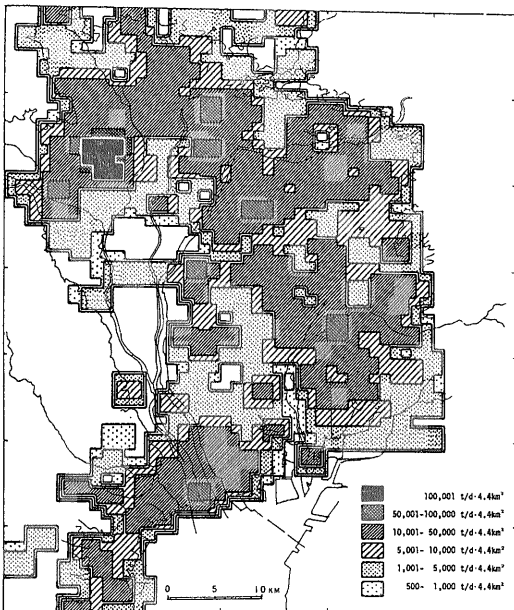 100,001 t/d·4.4km²
50,001-100,000 t/d·4.4km²
10,001- 50,000 t/d·4.4km²
5,001- 10,000 t/d·4.4km²
1,001- 5,000 t/d·4.4km²
500- 1,000 t/d·4.4km²
0 5 10 KM